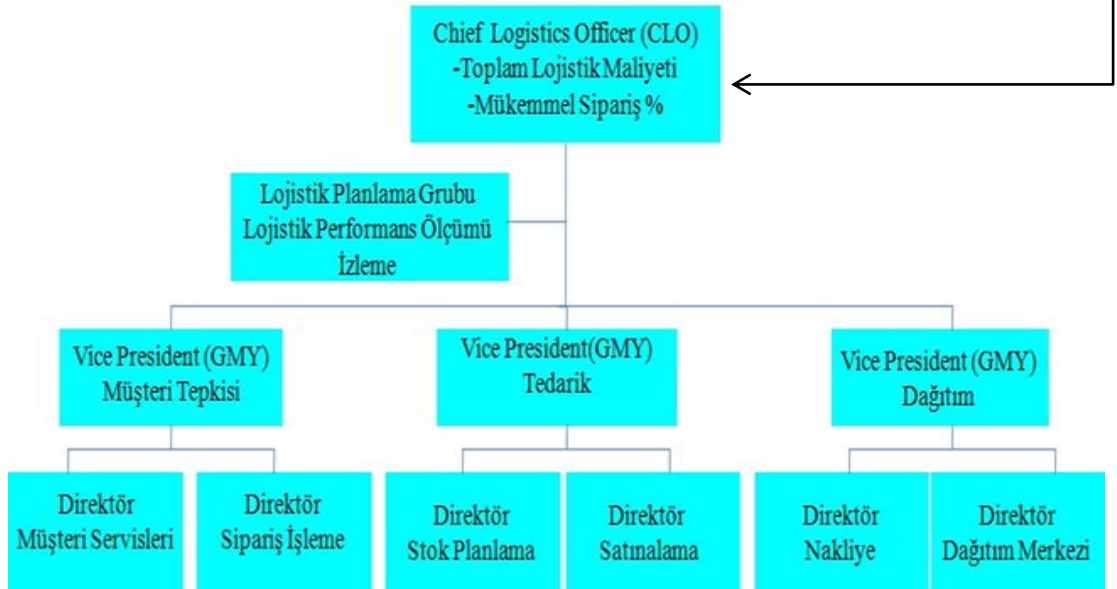 Chief Logistics Officer (CLO)
-Toplam Lojistik Maliyeti
-Mükemmel Sipariş %
Lojistik Planlama Grubu
Lojistik Performans Ölçümü
İzleme
Vice President (GMY)
Müşteri Tepkisi
Vice President(GMY)
Tedarik
Vice President (GMY)
Dağıtım
Direktör
Müşteri Servisleri
Direktör
Sipariş İşleme
Direktör
Stok Planlama
Direktör
Satınalama
Direktör
Nakliye
Direktör
Dağıtım Merkezi